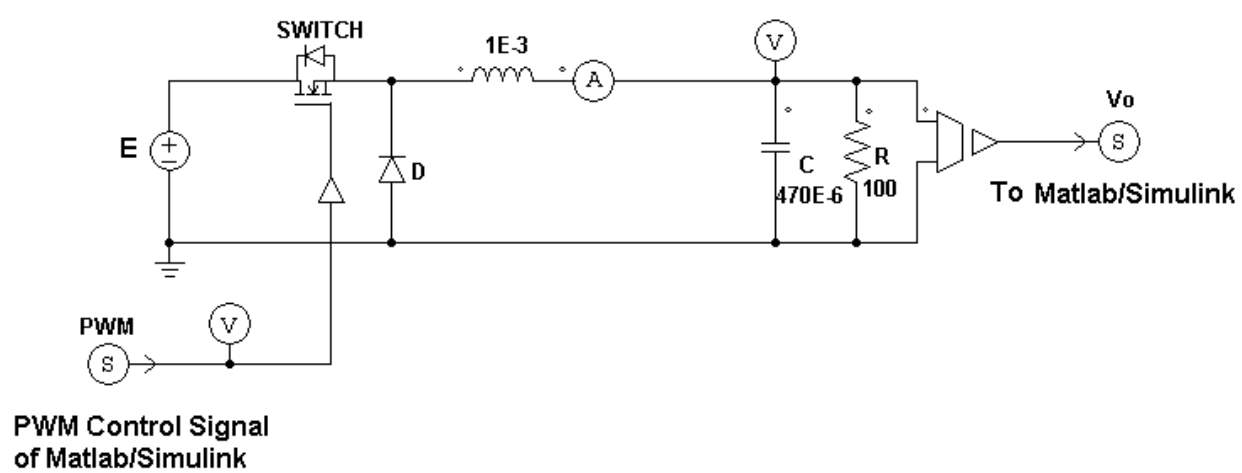 SWITCH
1E-3
V
A
Vo
E
D
C
R
S
470E-6
100
To Matlab/Simulink
PWM
V
S
PWM Control Signal
of Matlab/Simulink